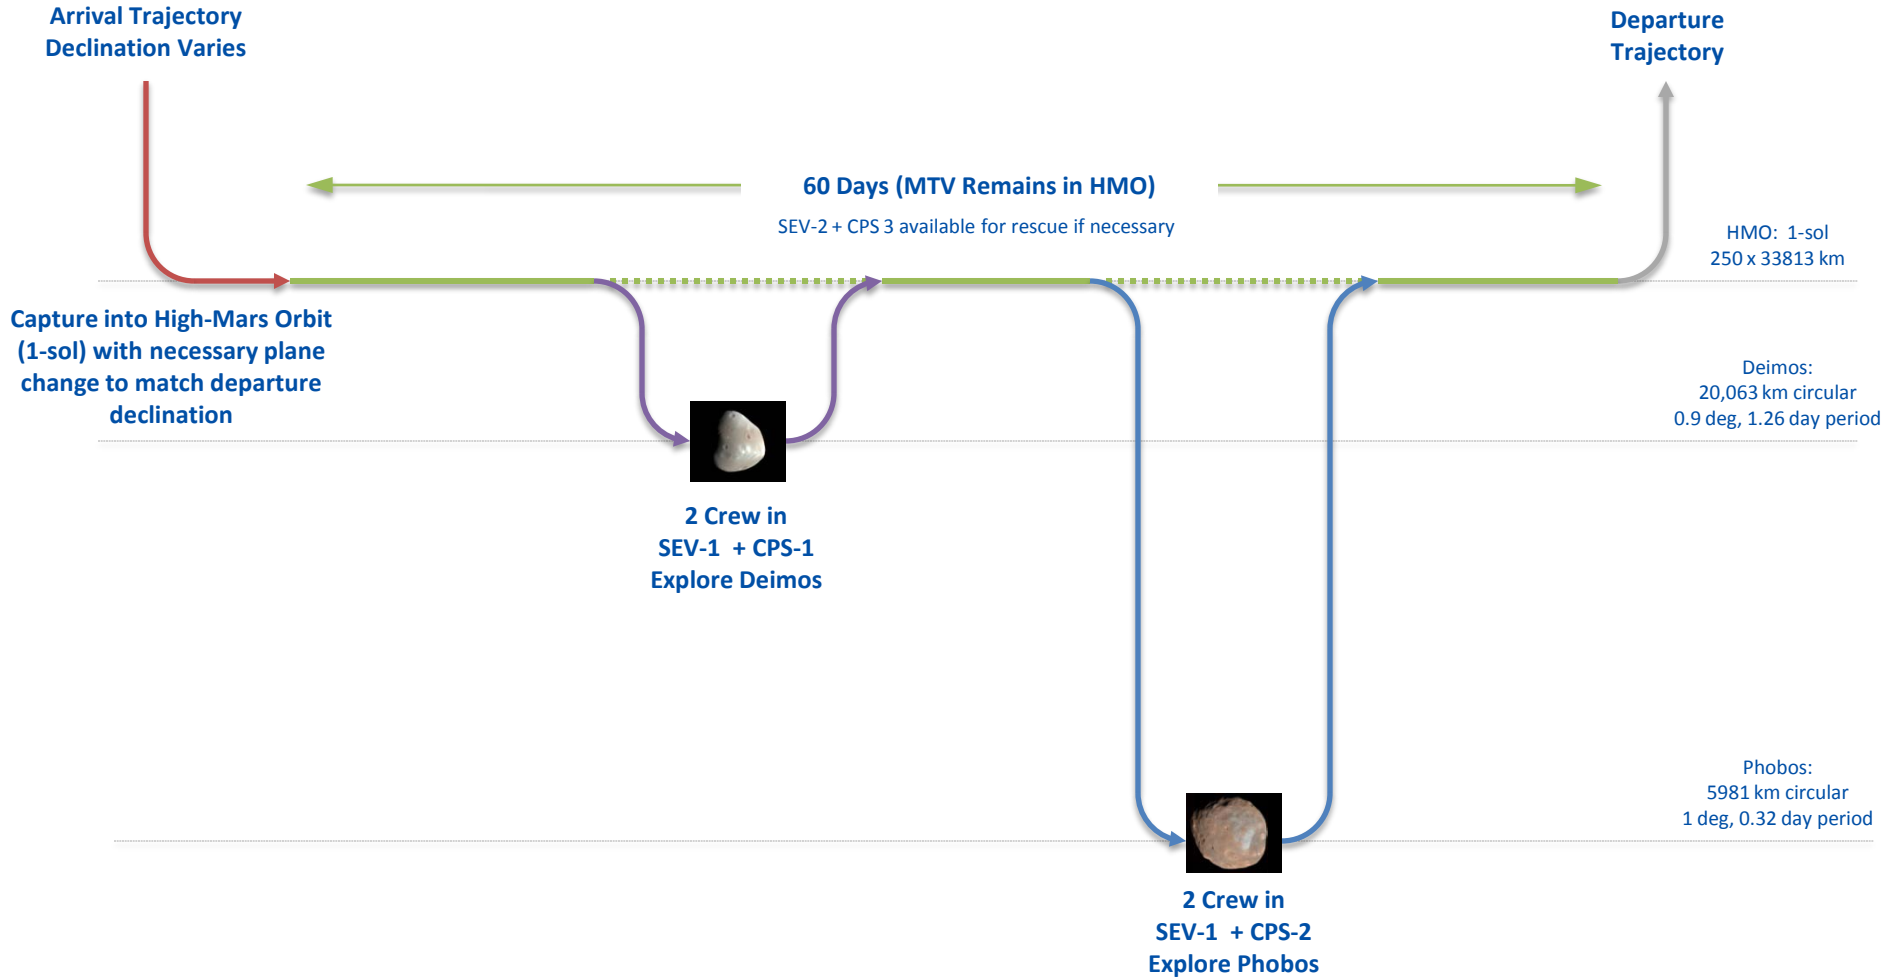 Arrival Trajectory
Declination Varies
Departure
Trajectory
60 Days (MTV Remains in HMO)
SEV-2 + CPS 3 available for rescue if necessary
HMO: 1-sol
250 x 33813 km
Capture into High-Mars Orbit
(1-sol) with necessary plane
change to match departure
declination
Deimos:
20,063 km circular
0.9 deg, 1.26 day period
2 Crew in
SEV-1 + CPS-1
Explore Deimos
Phobos:
5981 km circular
1 deg, 0.32 day period
2 Crew in
SEV-1 + CPS-2
Explore Phobos